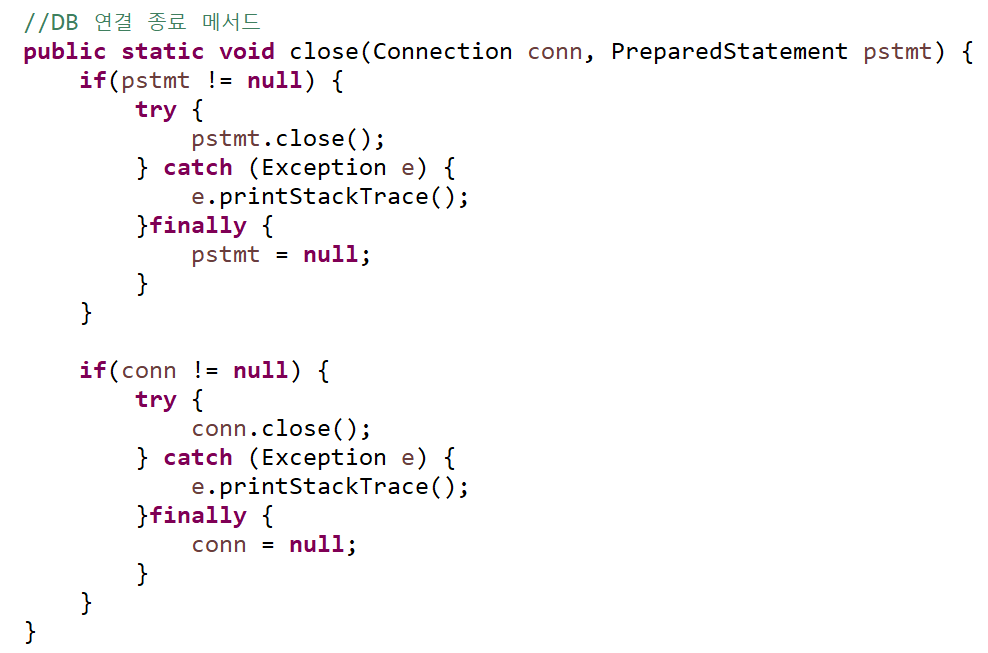 //DB 연결 종료 메서드
public static void close(Connection conn, PreparedStatement pstmt) {
    if(pstmt != null) {
        try {
            pstmt.close();
        } catch (Exception e) {
            e.printStackTrace();
        }finally {
            pstmt = null;
        }
    }

    if(conn != null) {
        try {
            conn.close();
        } catch (Exception e) {
            e.printStackTrace();
        }finally {
            conn = null;
        }
    }
}